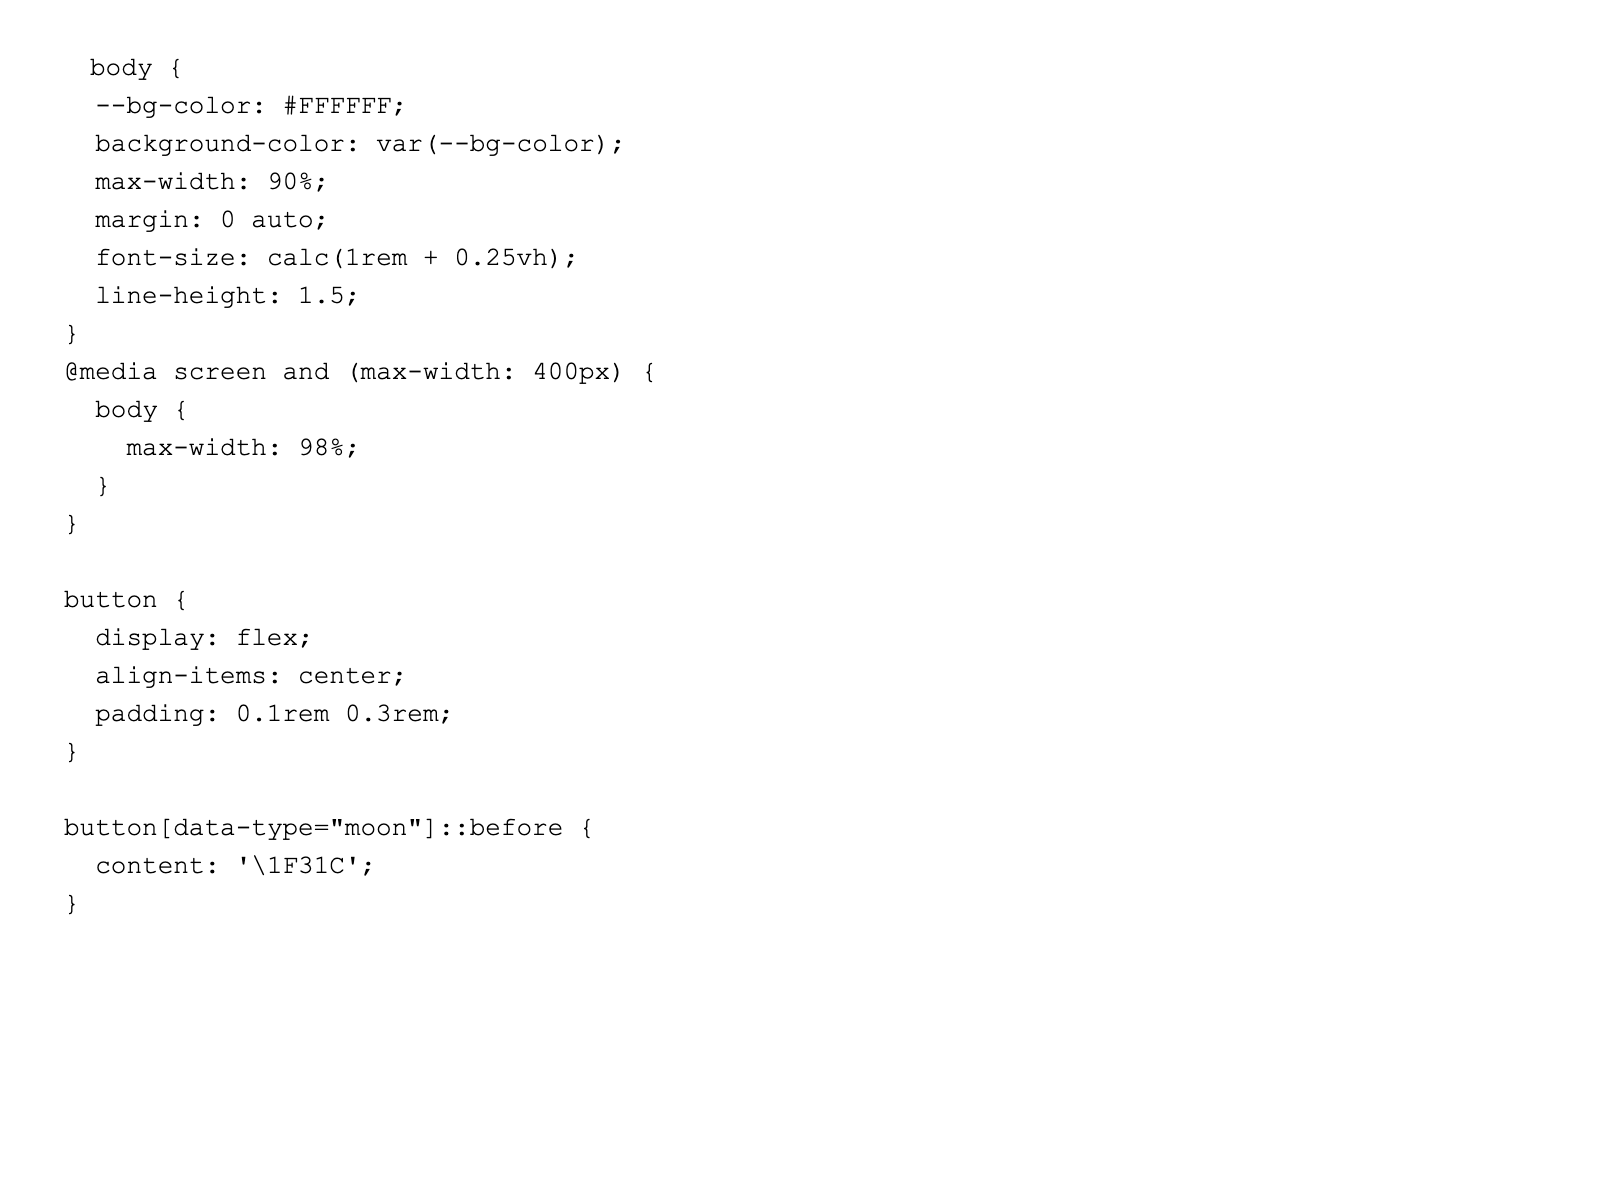 body {
  --bg-color: #FFFFFF;
  background-color: var(--bg-color);
  max-width: 90%;
  margin: 0 auto;
  font-size: calc(1rem + 0.25vh);
  line-height: 1.5;
}
@media screen and (max-width: 400px) {
  body {
    max-width: 98%;
  }
}

button {
  display: flex;
  align-items: center;
  padding: 0.1rem 0.3rem;
}

button[data-type="moon"]::before {
  content: '\1F31C';
}